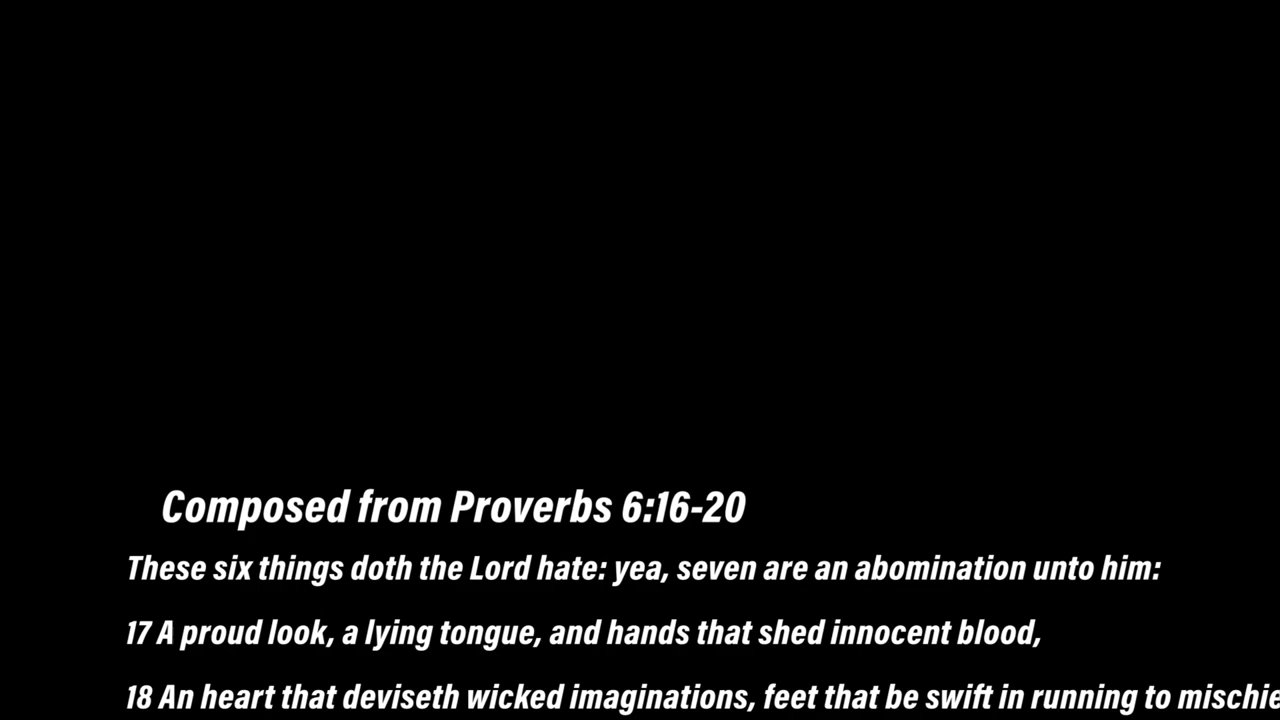 Composed from Proverbs 6:16-20
These six things doth the Lord hate: yea, seven are an abomination unto him:
17 A proud look, a lying tongue, and hands that shed innocent blood,
18 An heart that deviseth wicked imaginations, feet that be swift in running to mischie